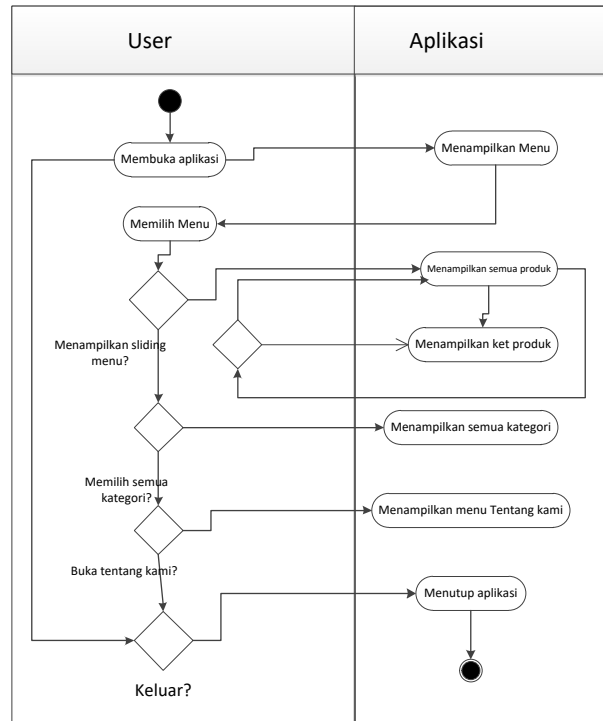 User
Aplikasi
Membuka aplikasi
Menampilkan Menu
Memilih Menu
Menampilkan semua produk
Menampilkan sliding
menu?
Menampilkan ket produk
Menampilkan semua kategori
Memilih semua
kategori?
Menampilkan menu Tentang kami
Buka tentang kami?
Menutup aplikasi
Keluar?